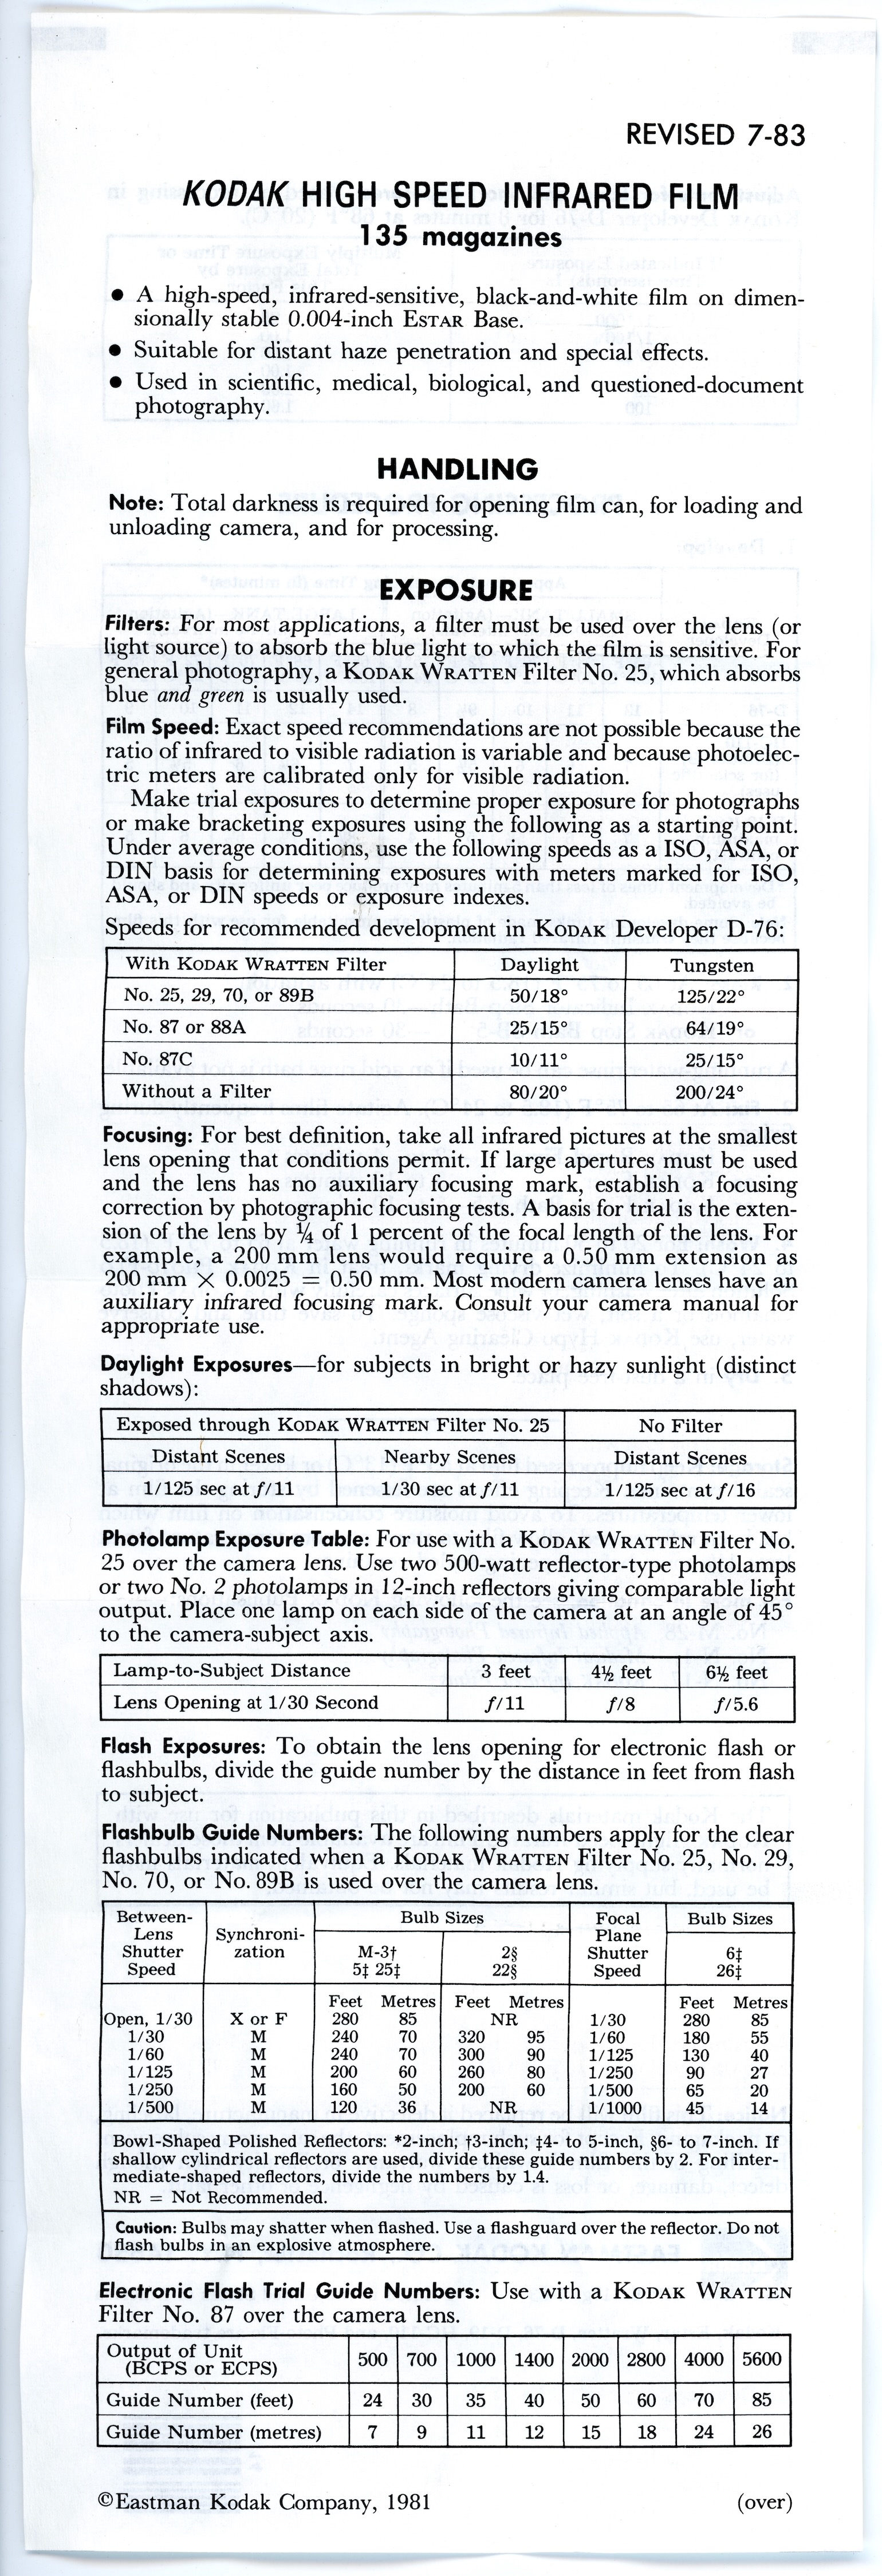 REVISED 7-83
KODAK HIGH SPEED INFRARED FILM
135 magazines
● A high-speed, infrared-sensitive, black-and-white film on dimen-
sionally stable 0.004-inch ESTAR Base.
● Suitable for distant haze penetration and special effects.
● Used in scientific, medical, biological, and questioned-document
photography.
HANDLING
Note: Total darkness is required for opening film can, for loading and
unloading camera, and for processing.
EXPOSURE
Filters: For most applications, a filter must be used over the lens (or
light source) to absorb the blue light to which the film is sensitive. For
general photography, a KODAK WRATTEN Filter No. 25, which absorbs
blue and green is usually used.
Film Speed: Exact speed recommendations are not possible because the
ratio of infrared to visible radiation is variable and because photoelec-
tric meters are calibrated only for visible radiation.
Make trial exposures to determine proper exposure for photographs
or make bracketing exposures using the following as a starting point.
Under average conditions, use the following speeds as a ISO, ASA, or
DIN basis for determining exposures with meters marked for ISO,
ASA, or DIN speeds or exposure indexes.
Speeds for recommended development in KODAK Developer D-76:
With KODAK WRATTEN Filter Daylight Tungsten
No. 25, 29, 70, or 89B 50/18° 125/22°
No. 87 or 88A 25/15° 64/19°
No. 87C 10/11° 25/15°
Without a Filter 80/20° 200/24°
Focusing: For best definition, take all infrared pictures at the smallest
lens opening that conditions permit. If large apertures must be used
and the lens has no auxiliary focusing mark, establish a focusing
correction by photographic focusing tests. A basis for trial is the exten-
sion of the lens by ¼ of 1 percent of the focal length of the lens. For
example, a 200 mm lens would require a 0.50 mm extension as
200 mm × 0.0025 = 0.50 mm. Most modern camera lenses have an
auxiliary infrared focusing mark. Consult your camera manual for
appropriate use.
Daylight Exposures—for subjects in bright or hazy sunlight (distinct
shadows):
Exposed through KODAK WRATTEN Filter No. 25 No Filter
Distant Scenes Nearby Scenes Distant Scenes
1/125 sec at f/11 1/30 sec at f/11 1/125 sec at f/16
Photolamp Exposure Table: For use with a KODAK WRATTEN Filter No.
25 over the camera lens. Use two 500-watt reflector-type photolamps
or two No. 2 photolamps in 12-inch reflectors giving comparable light
output. Place one lamp on each side of the camera at an angle of 45°
to the camera-subject axis.
Lamp-to-Subject Distance 3 feet 4½ feet 6½ feet
Lens Opening at 1/30 Second f/11 f/8 f/5.6
Flash Exposures: To obtain the lens opening for electronic flash or
flashbulbs, divide the guide number by the distance in feet from flash
to subject.
Flashbulb Guide Numbers: The following numbers apply for the clear
flashbulbs indicated when a KODAK WRATTEN Filter No. 25, No. 29,
No. 70, or No. 89B is used over the camera lens.
Between-
Lens
Shutter
Speed
Synchroni-
zation
Bulb Sizes
M-3† 2§
5‡ 25‡ 22§
Focal
Plane
Shutter
Speed
Bulb Sizes
6‡
26‡
Feet Metres Feet Metres Feet Metres
Open, 1/30 X or F 280 85 NR 1/30 280 85
1/30 M 240 70 320 95 1/60 180 55
1/60 M 240 70 300 90 1/125 130 40
1/125 M 200 60 260 80 1/250 90 27
1/250 M 160 50 200 60 1/500 65 20
1/500 M 120 36 NR 1/1000 45 14
Bowl-Shaped Polished Reflectors: *2-inch; †3-inch; ‡4- to 5-inch, §6- to 7-inch. If
shallow cylindrical reflectors are used, divide these guide numbers by 2. For inter-
mediate-shaped reflectors, divide the numbers by 1.4.
NR = Not Recommended.
Caution: Bulbs may shatter when flashed. Use a flashguard over the reflector. Do not
flash bulbs in an explosive atmosphere.
Electronic Flash Trial Guide Numbers: Use with a KODAK WRATTEN
Filter No. 87 over the camera lens.
Output of Unit
(BCPS or ECPS) 500 700 1000 1400 2000 2800 4000 5600
Guide Number (feet) 24 30 35 40 50 60 70 85
Guide Number (metres) 7 9 11 12 15 18 24 26
©Eastman Kodak Company, 1981
(over)